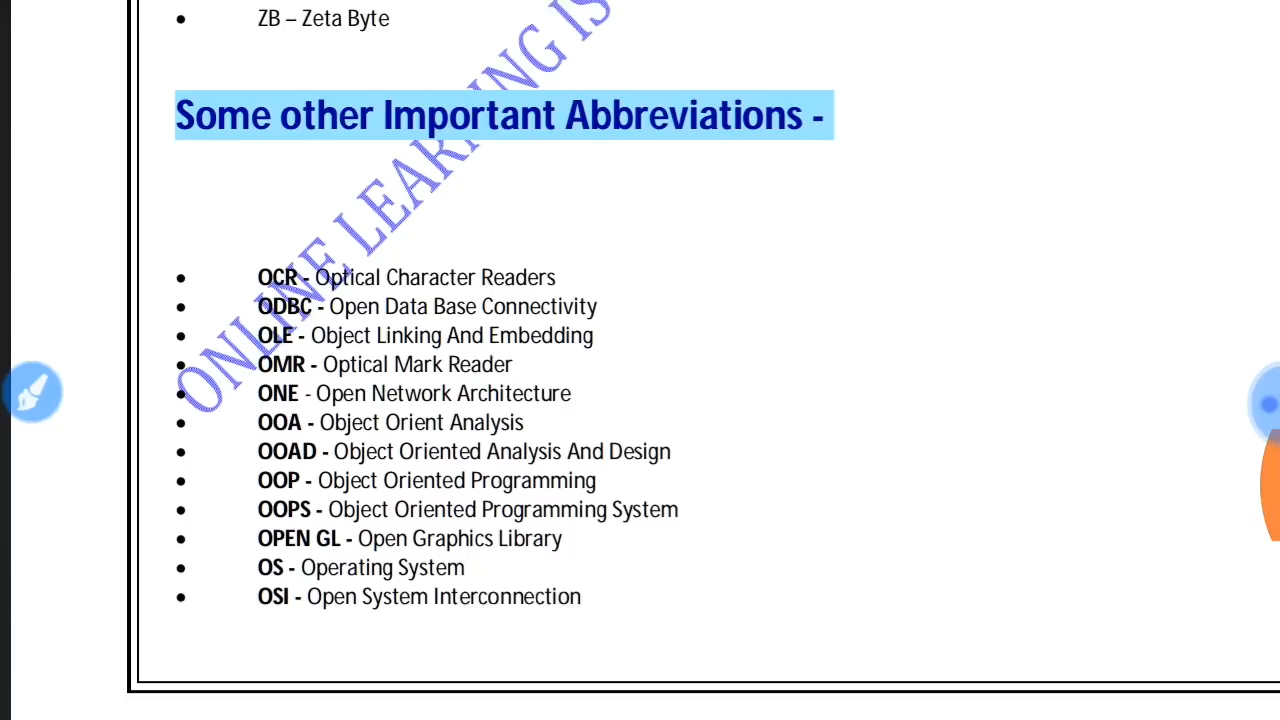 • ZB – Zeta Byte
Some other Important Abbreviations -
• OCR - Optical Character Readers
• ODBC - Open Data Base Connectivity
• OLE - Object Linking And Embedding
• OMR - Optical Mark Reader
• ONE - Open Network Architecture
• OOA - Object Orient Analysis
• OOAD - Object Oriented Analysis And Design
• OOP - Object Oriented Programming
• OOPS - Object Oriented Programming System
• OPEN GL - Open Graphics Library
• OS - Operating System
• OSI - Open System Interconnection
ONLINE LEARNING IS